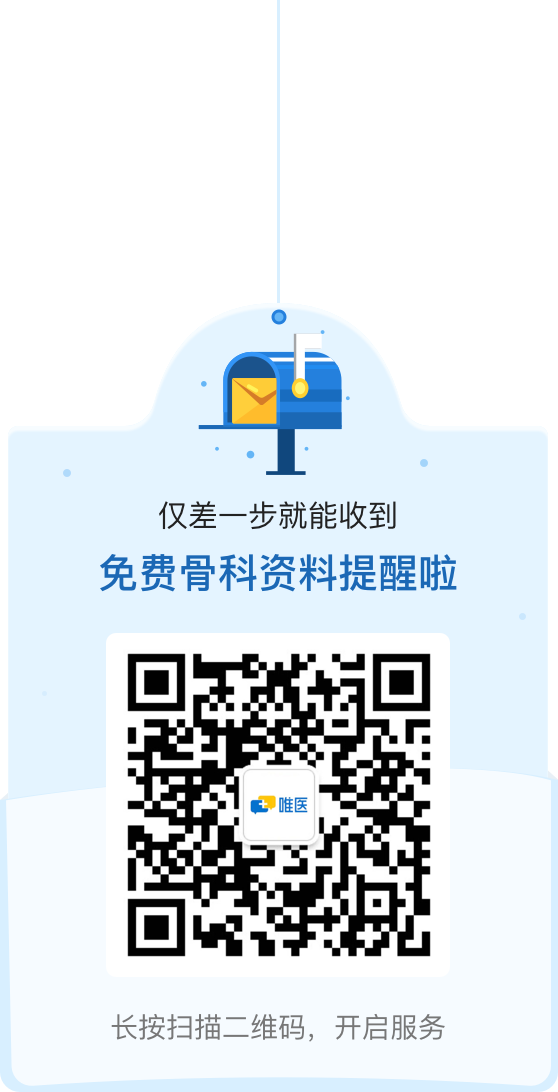 仅差一步就能收到
免费骨科资料提醒啦
唯医
长按扫描二维码，开启服务